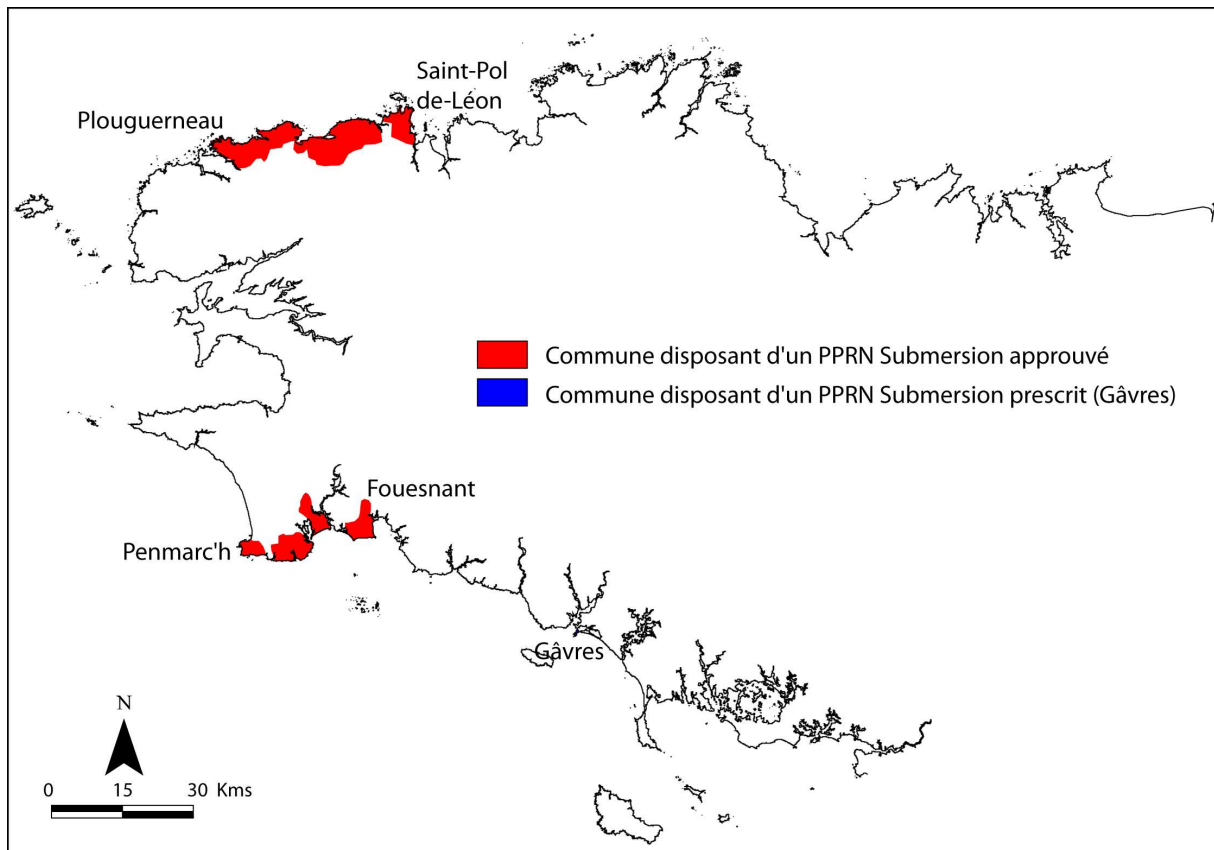 Saint-Pol
de-Léon
Plouguerneau
Commune disposant d'un PPRN Submersion approuvé
Commune disposant d'un PPRN Submersion prescrit (Gâvres)
Fouesnant
Penmarc'h
Gâvres
N
0 15 30 Kms